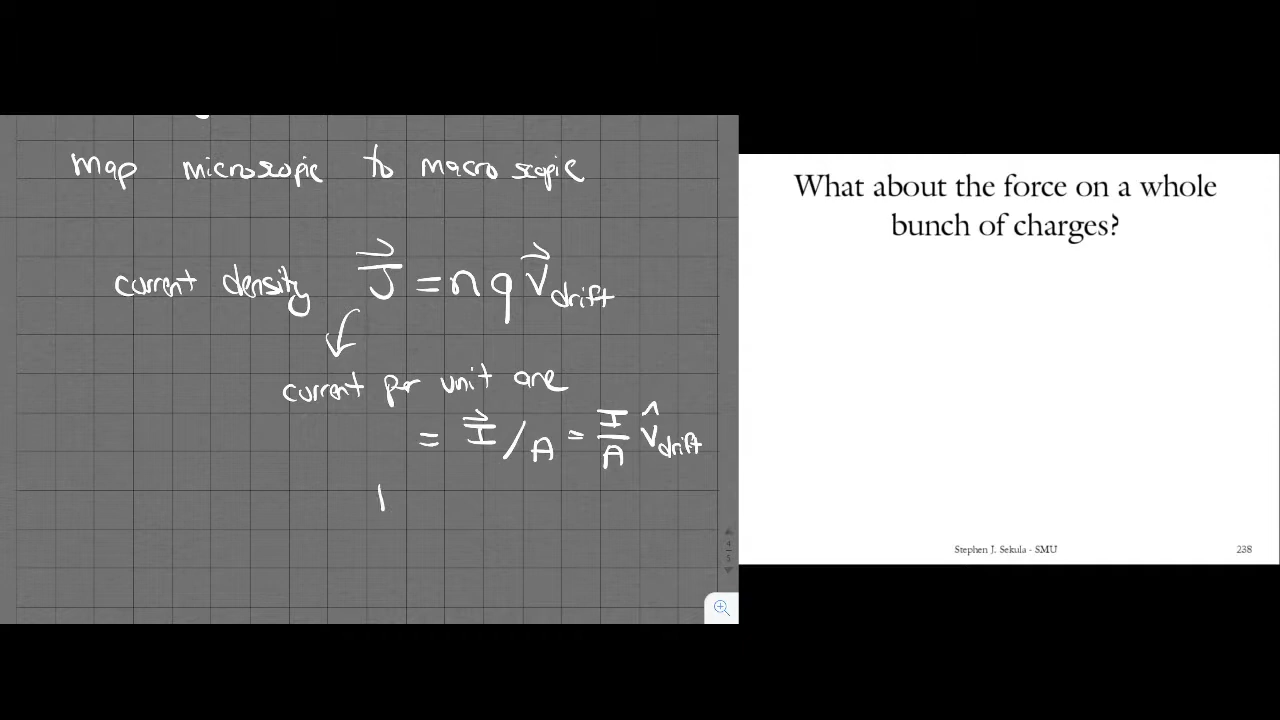 map microscopic to macroscopic
current density J⃗ = n q v⃗drift
current per unit are
= I⃗/A = I/A v̂drift
What about the force on a whole
bunch of charges?
Stephen J. Sekula - SMU
238